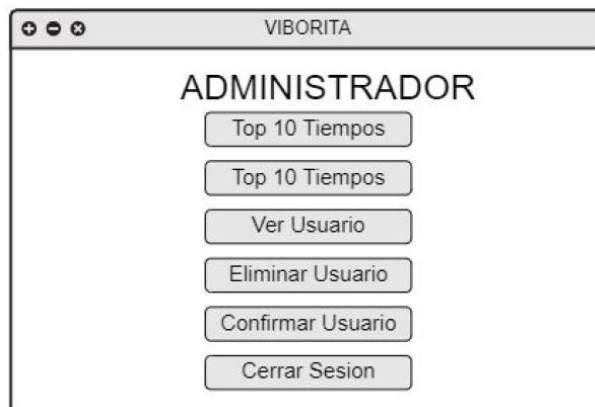 VIBORITA
ADMINISTRADOR
Top 10 Tiempos
Top 10 Tiempos
Ver Usuario
Eliminar Usuario
Confirmar Usuario
Cerrar Sesion